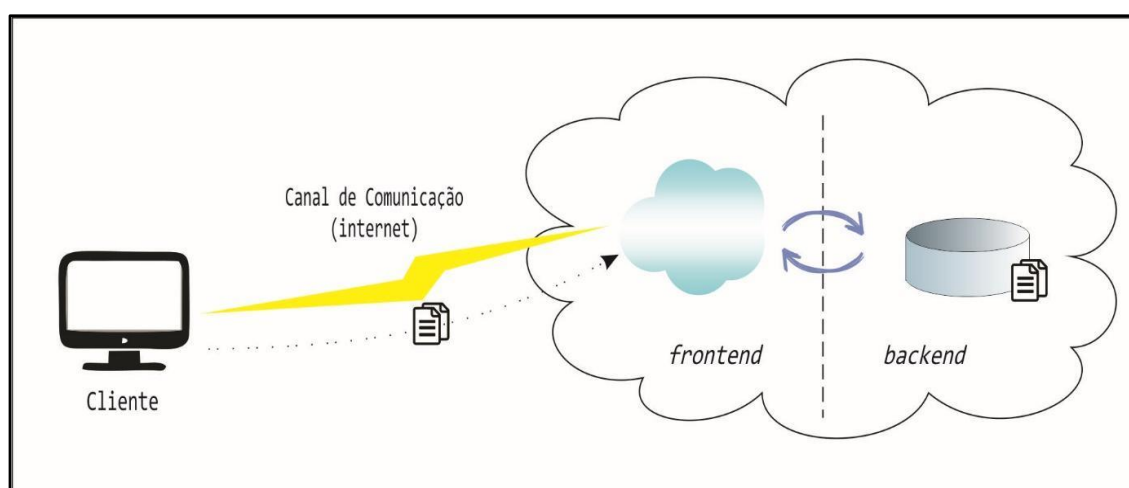 Canal de Comunicação
(internet)
Cliente
frontend
backend